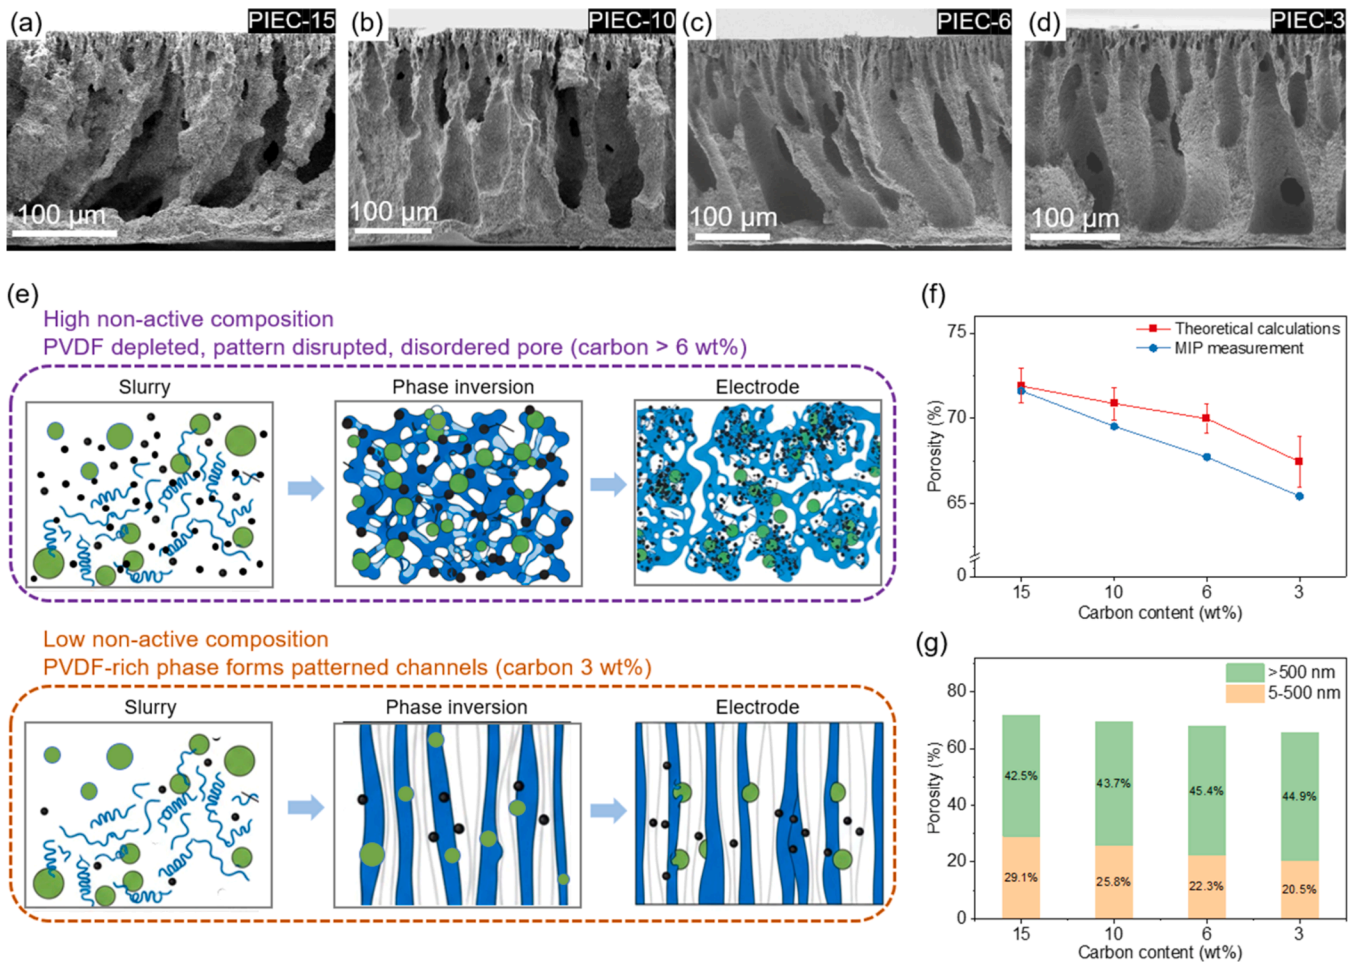 (a)
PIEC-15
100 µm
(b)
PIEC-10
100 µm
(c)
PIEC-6
100 µm
(d)
PIEC-3
100 µm
(e)
High non-active composition
PVDF depleted, pattern disrupted, disordered pore (carbon > 6 wt%)
Slurry
Phase inversion
Electrode
Low non-active composition
PVDF-rich phase forms patterned channels (carbon 3 wt%)
Slurry
Phase inversion
Electrode
(f)
Theoretical calculations
MIP measurement
Porosity (%)
75
70
65
0
15 10 6 3
Carbon content (wt%)
(g)
>500 nm
5-500 nm
Porosity (%)
80
60
40
20
0
42.5% 43.7% 45.4% 44.9%
29.1% 25.8% 22.3% 20.5%
15 10 6 3
Carbon content (wt%)